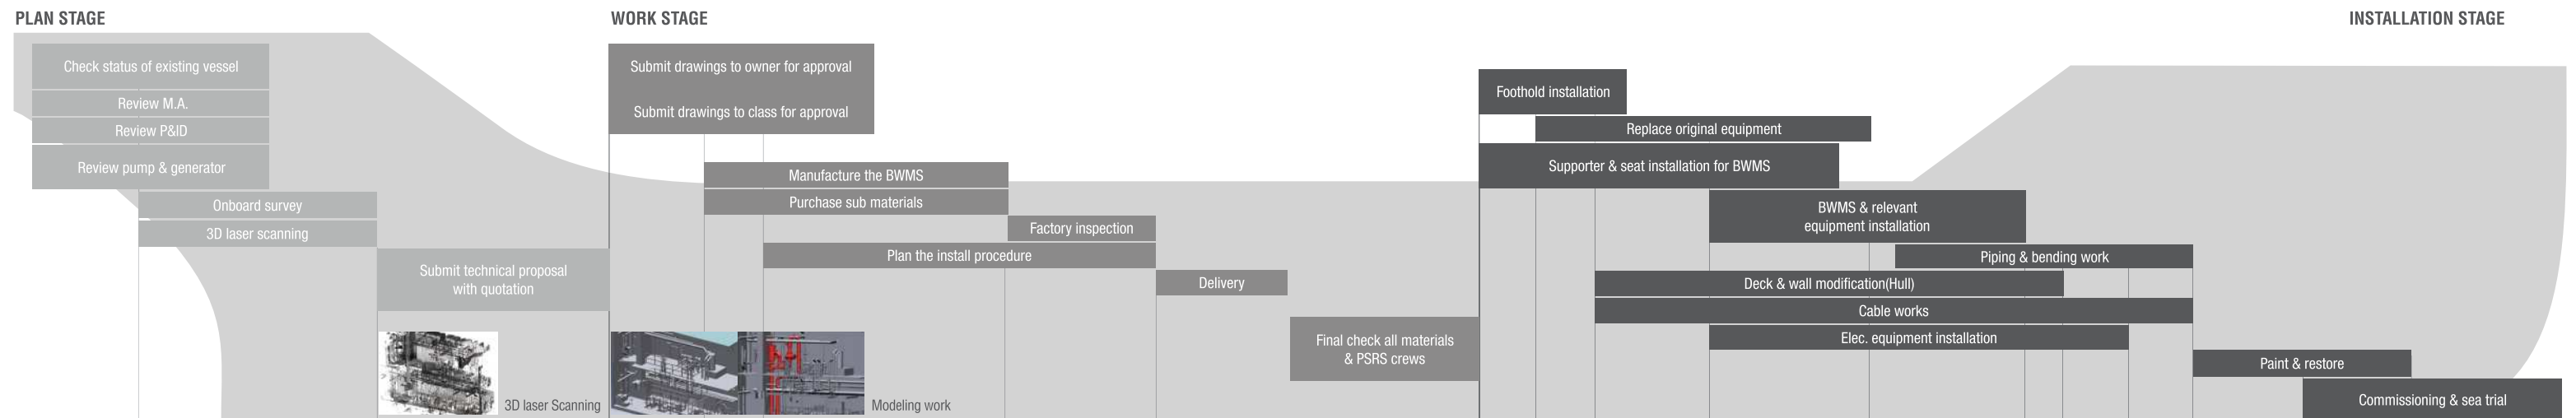 PLAN STAGE
WORK STAGE
INSTALLATION STAGE
Check status of existing vessel
Review M.A.
Review P&ID
Review pump & generator
Onboard survey
3D laser scanning
Submit technical proposal
with quotation
3D laser Scanning
Submit drawings to owner for approval
Submit drawings to class for approval
Manufacture the BWMS
Purchase sub materials
Factory inspection
Plan the install procedure
Delivery
Final check all materials
& PSRS crews
Modeling work
Foothold installation
Replace original equipment
Supporter & seat installation for BWMS
BWMS & relevant
equipment installation
Piping & bending work
Deck & wall modification(Hull)
Cable works
Elec. equipment installation
Paint & restore
Commissioning & sea trial